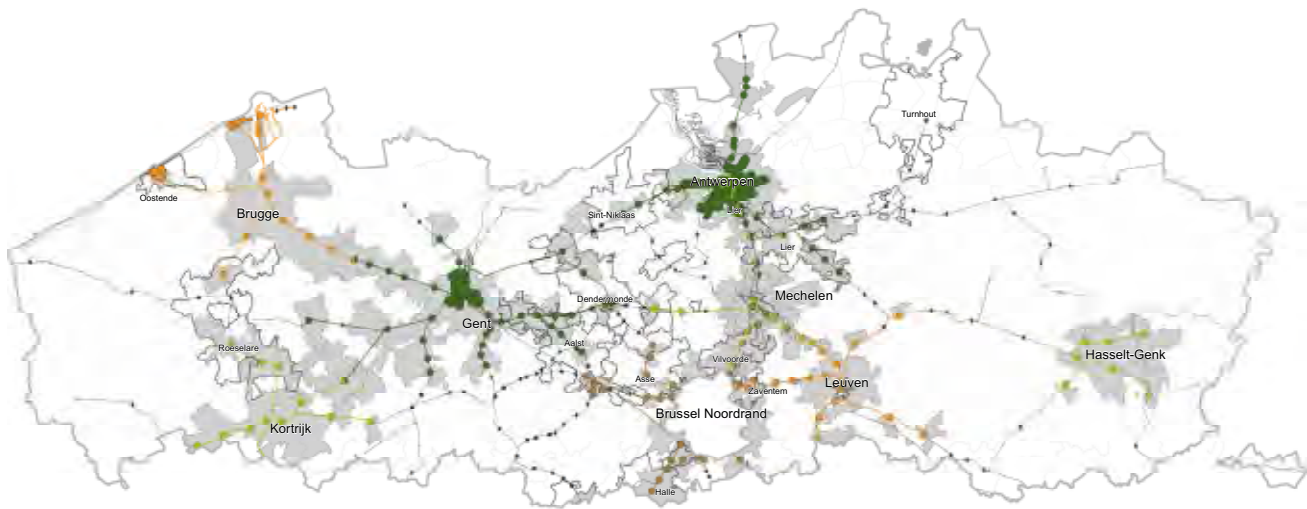 Turnhout
Antwerpen
Oostende
Brugge
Sint-Niklaas
Lier
Lier
Mechelen
Dendermonde
Gent
Aalst
Roeselare
Vilvoorde
Hasselt-Genk
Asse
Zaventem
Leuven
Brussel Noordrand
Kortrijk
Halle